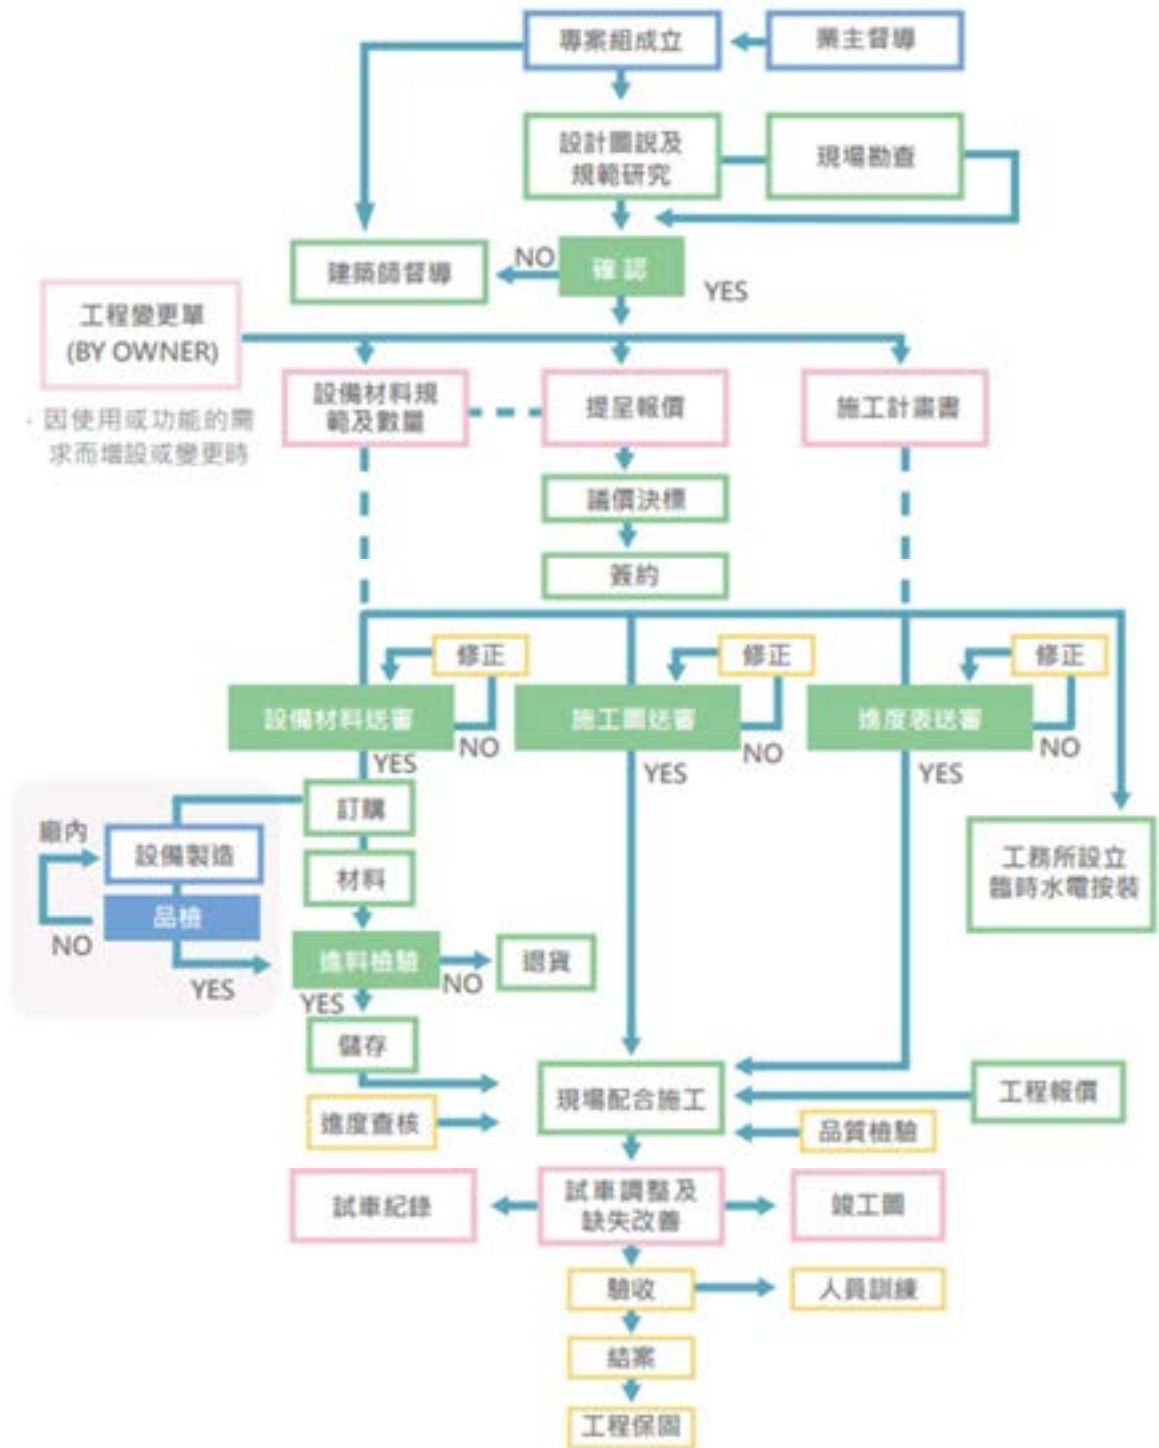 專案組成立
業主督導
設計圖說及
規範研究
現場勘查
建築師督導
NO
確認
YES
工程變更單
(BY OWNER)
· 因使用或功能的需
求而增設或變更時
設備材料規
範及數量
提呈報價
施工計畫書
議價決標
簽約
修正
修正
修正
設備材料送審
NO
YES
施工圖送審
NO
YES
進度表送審
NO
YES
訂購
廠內
設備製造
材料
工務所設立
臨時水電按裝
品檢
NO
YES
進料檢驗
NO
退貨
YES
儲存
現場配合施工
工程報價
進度查核
品質檢驗
試車紀錄
試車調整及
缺失改善
竣工圖
驗收
人員訓練
結案
工程保固